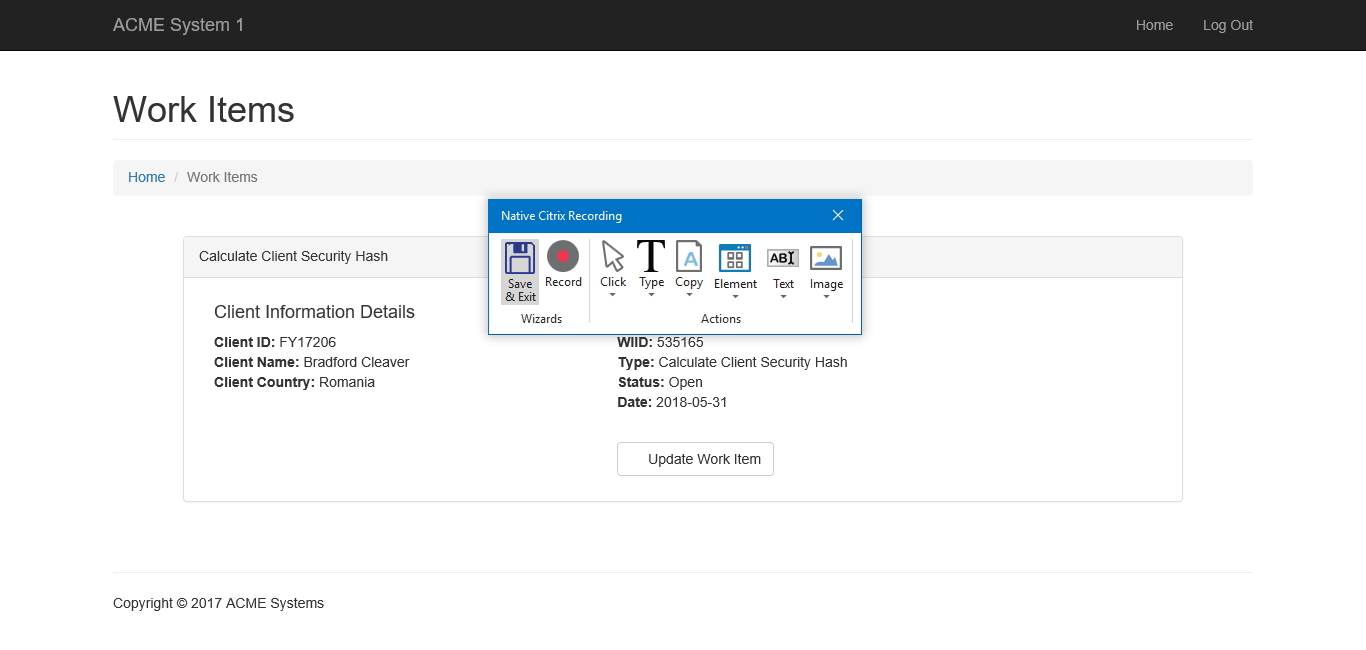 ACME System 1
Home
Log Out
Work Items
Home / Work Items
Native Citrix Recording
Save & Exit
Record
Click
Type
Copy
Element
Text
Image
Wizards
Actions
Calculate Client Security Hash
Client Information Details
Client ID: FY17206
Client Name: Bradford Cleaver
Client Country: Romania
WIID: 535165
Type: Calculate Client Security Hash
Status: Open
Date: 2018-05-31
Update Work Item
Copyright © 2017 ACME Systems